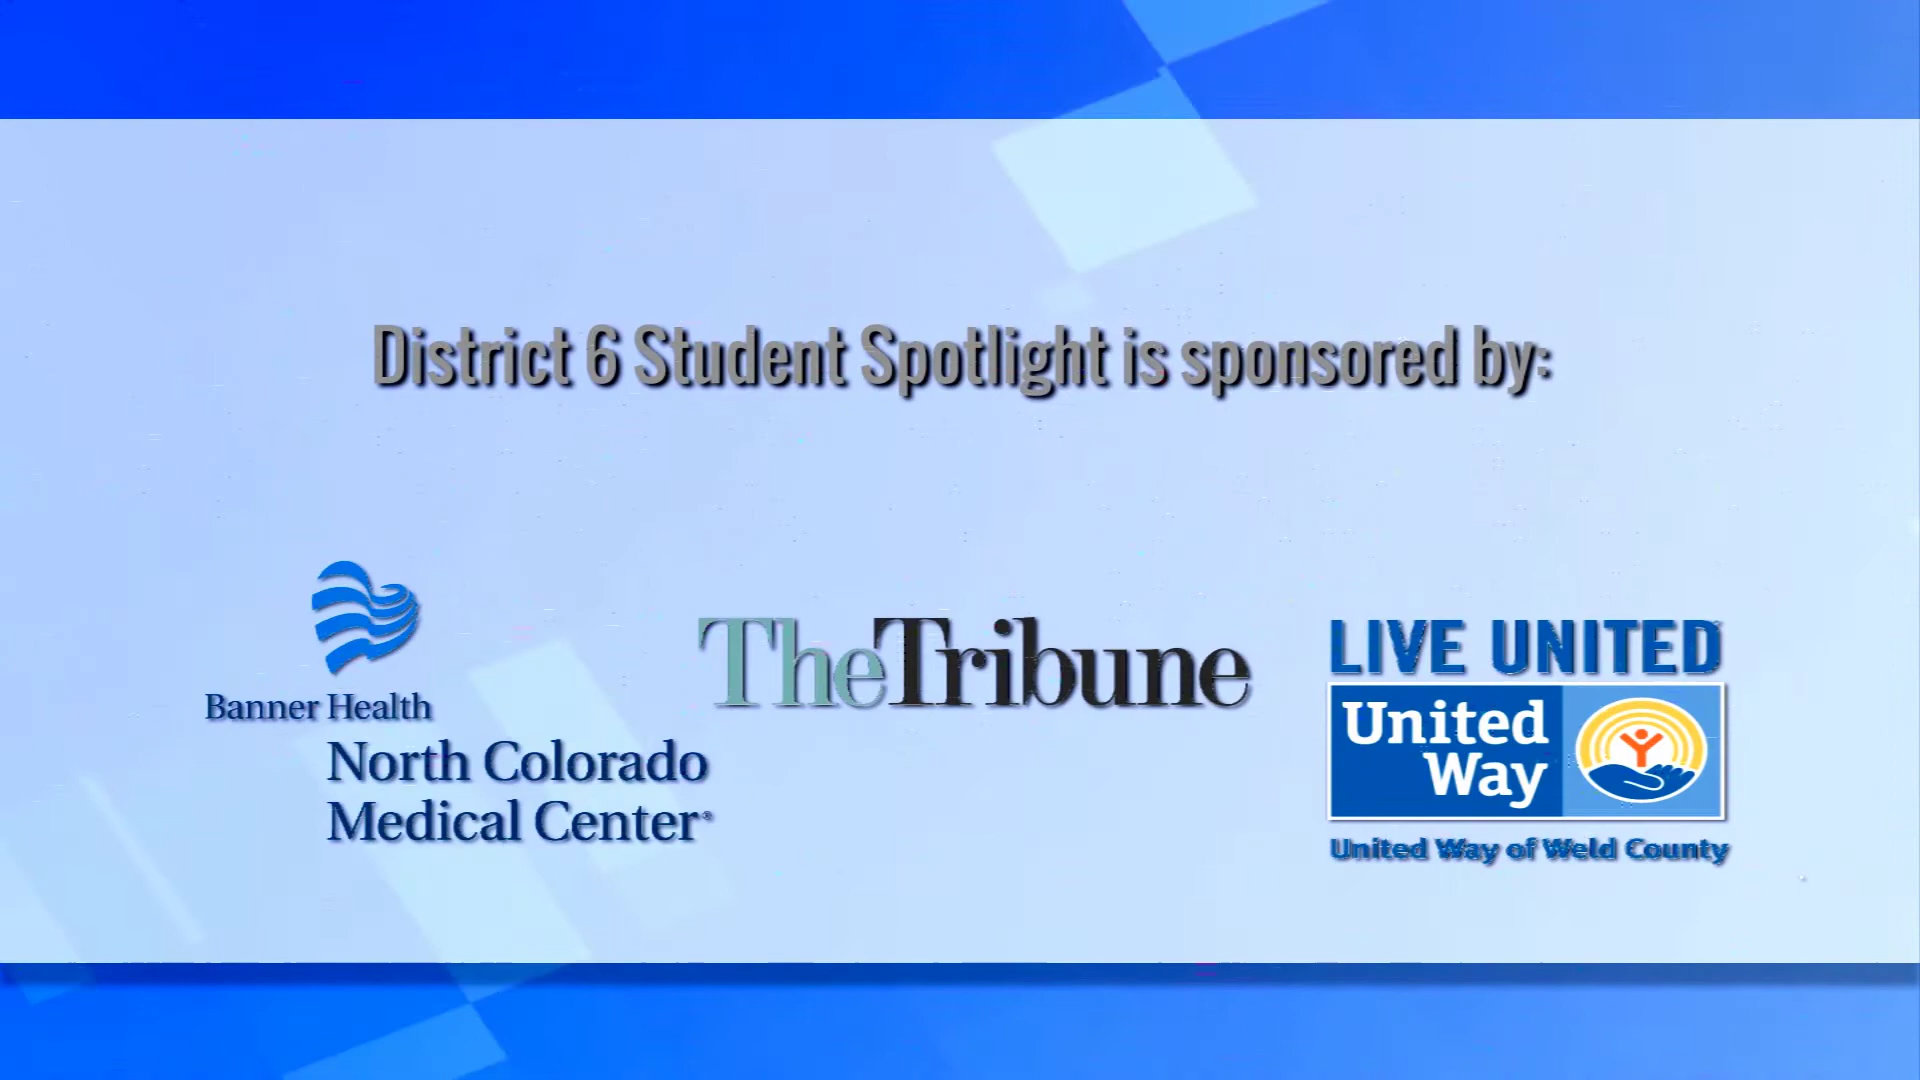 District 6 Student Spotlight is sponsored by:
Banner Health
North Colorado
Medical Center®
TheTribune
LIVE UNITED
United
Way
United Way of Weld County